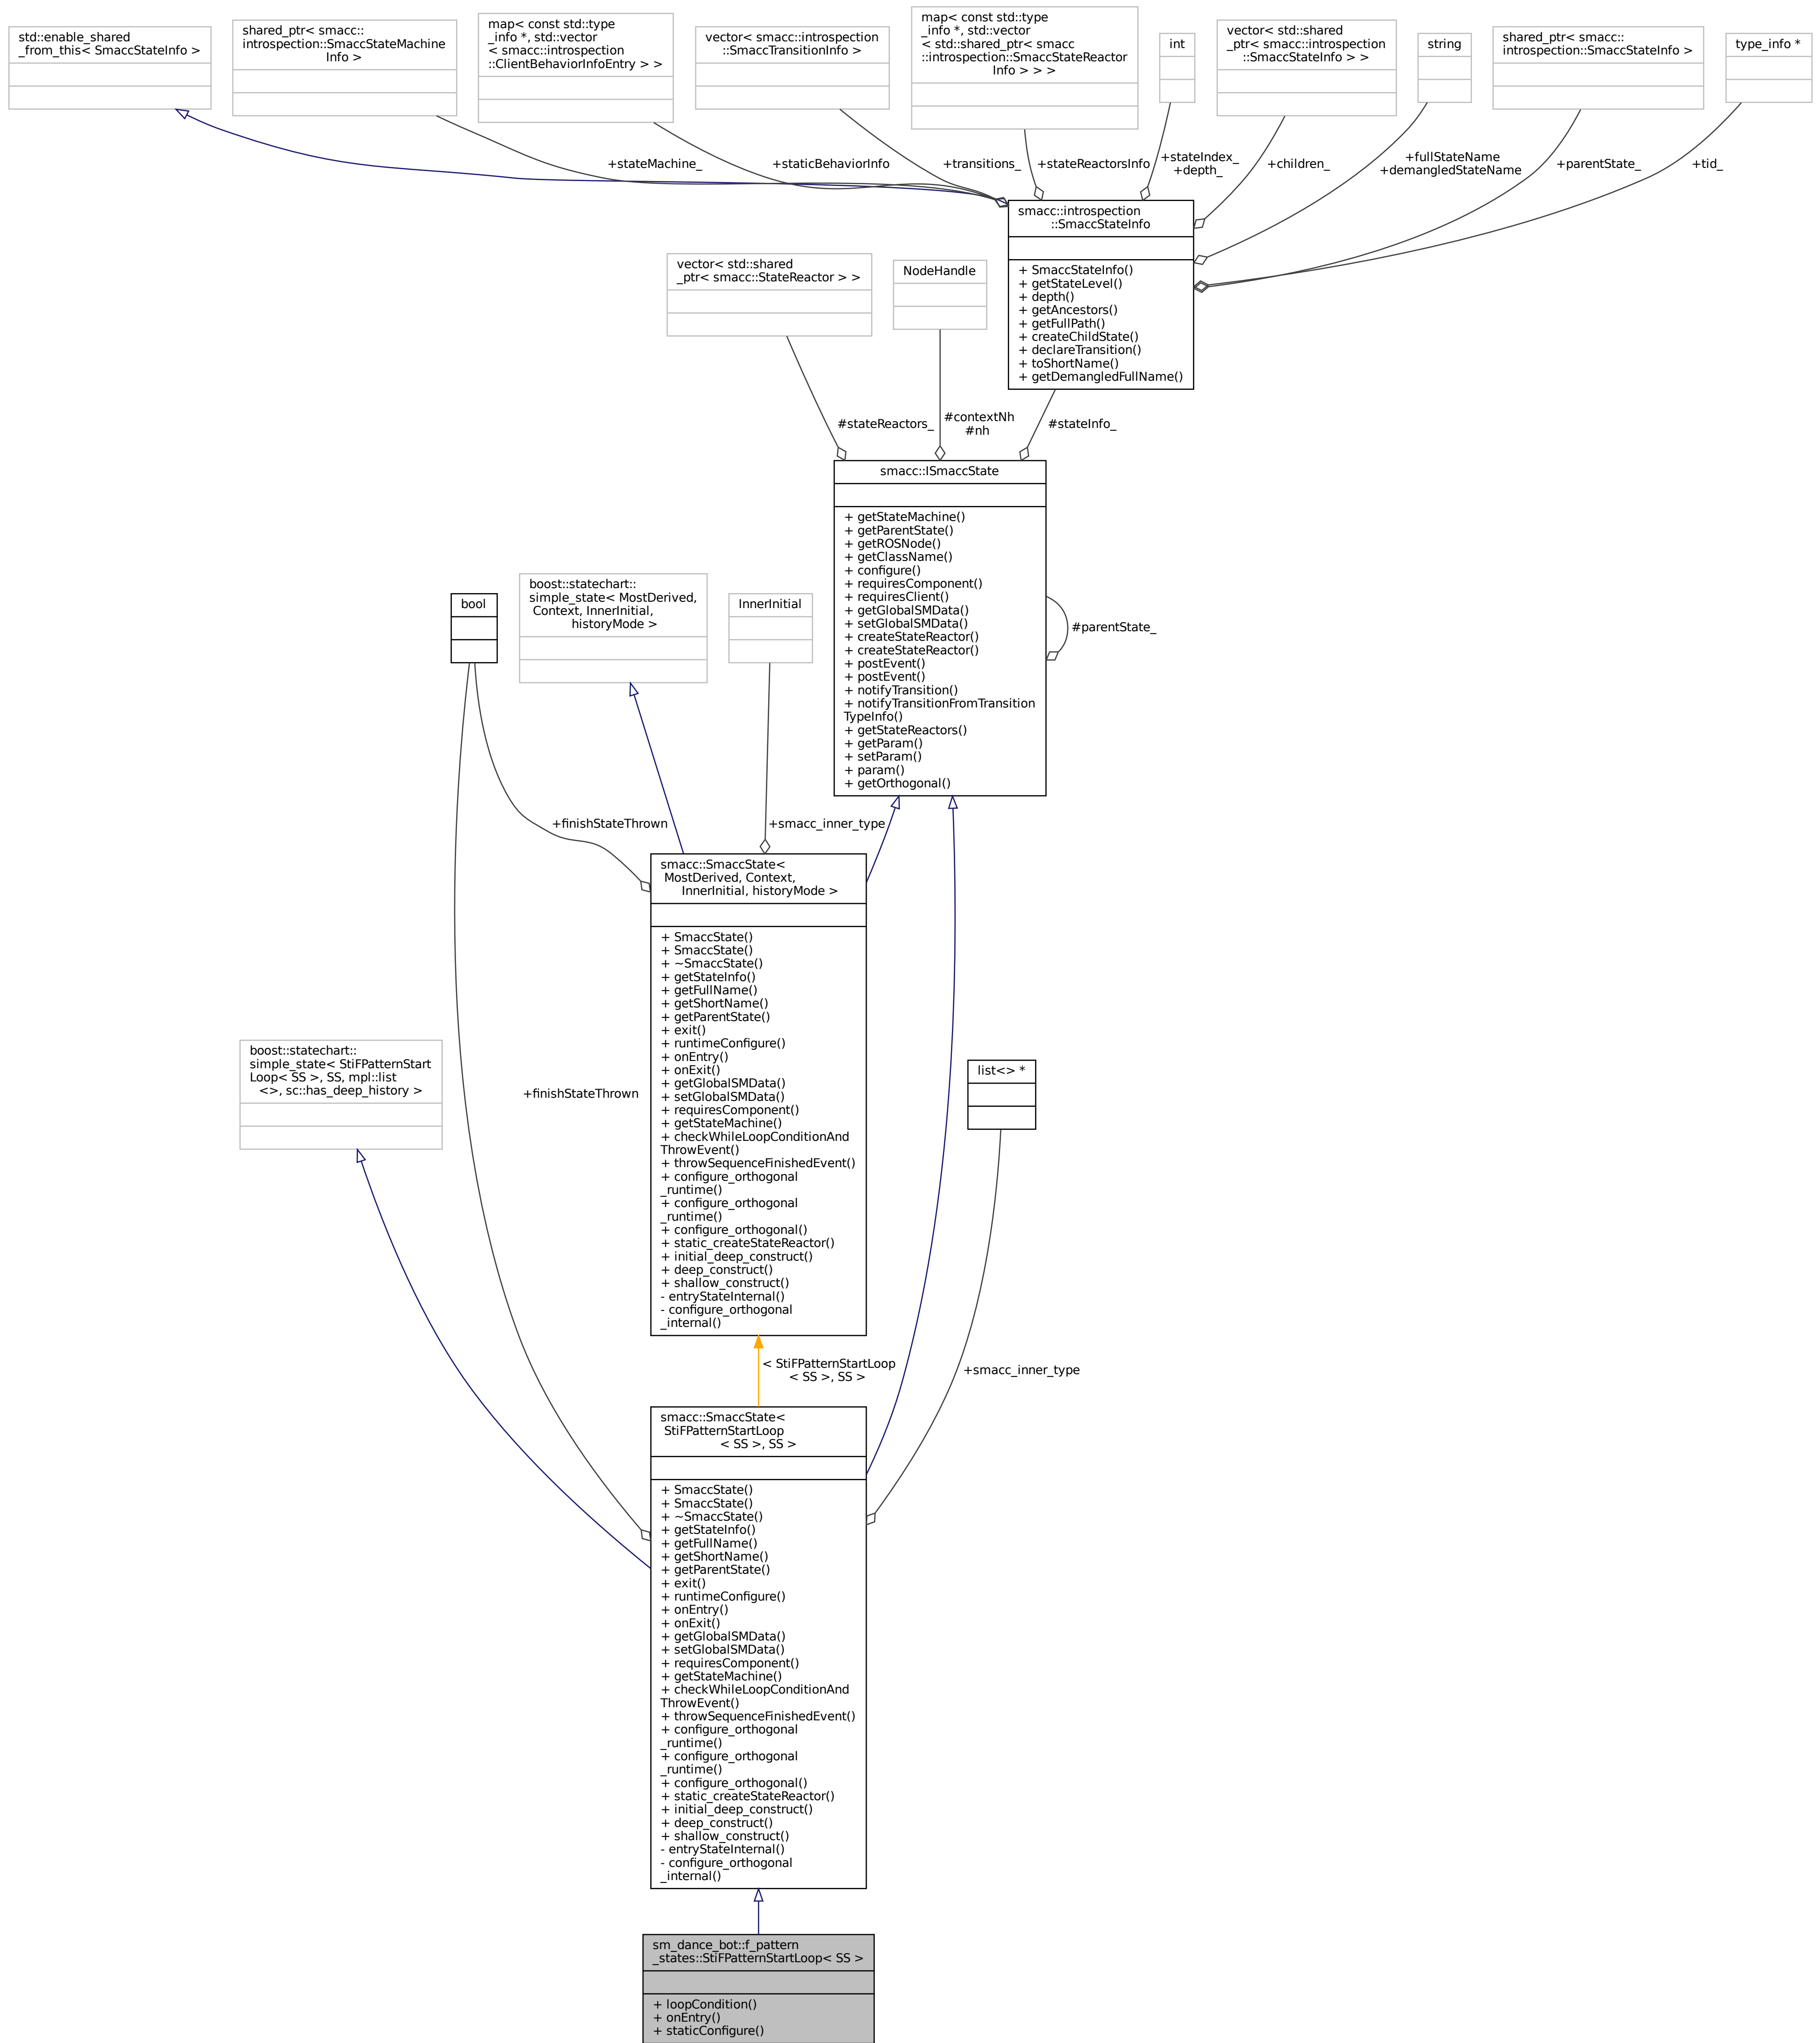 std::enable_shared
_from_this< SmaccStateInfo >
shared_ptr< smacc::
introspection::SmaccStateMachine
Info >
map< const std::type
_info *, std::vector
< smacc::introspection
::ClientBehaviorInfoEntry > >
vector< smacc::introspection
::SmaccTransitionInfo >
map< const std::type
_info *, std::vector
< std::shared_ptr< smacc
::introspection::SmaccStateReactor
Info > > >
int
vector< std::shared
_ptr< smacc::introspection
::SmaccStateInfo > >
string
shared_ptr< smacc::
introspection::SmaccStateInfo >
type_info *
+stateMachine_
+staticBehaviorInfo
+transitions_
+stateReactorsInfo
+stateIndex_
+depth_
+children_
+fullStateName
+demangledStateName
+parentState_
+tid_
smacc::introspection
::SmaccStateInfo
+ SmaccStateInfo()
+ getStateLevel()
+ depth()
+ getAncestors()
+ getFullPath()
+ createChildState()
+ declareTransition()
+ toShortName()
+ getDemangledFullName()
vector< std::shared
_ptr< smacc::StateReactor > >
NodeHandle
#stateReactors_
#contextNh
#nh
#stateInfo_
smacc::ISmaccState
+ getStateMachine()
+ getParentState()
+ getROSNode()
+ getClassName()
+ configure()
+ requiresComponent()
+ requiresClient()
+ getGlobalSMData()
+ setGlobalSMData()
+ createStateReactor()
+ createStateReactor()
+ postEvent()
+ postEvent()
+ notifyTransition()
+ notifyTransitionFromTransition
TypeInfo()
+ getStateReactors()
+ getParam()
+ setParam()
+ param()
+ getOrthogonal()
#parentState_
bool
boost::statechart::
simple_state< MostDerived,
Context, InnerInitial,
historyMode >
InnerInitial
+finishStateThrown
+smacc_inner_type
smacc::SmaccState<
MostDerived, Context,
InnerInitial, historyMode >
+ SmaccState()
+ SmaccState()
+ ~SmaccState()
+ getStateInfo()
+ getFullName()
+ getShortName()
+ getParentState()
+ exit()
+ runtimeConfigure()
+ onEntry()
+ onExit()
+ getGlobalSMData()
+ setGlobalSMData()
+ requiresComponent()
+ getStateMachine()
+ checkWhileLoopConditionAnd
ThrowEvent()
+ throwSequenceFinishedEvent()
+ configure_orthogonal
_runtime()
+ configure_orthogonal
_runtime()
+ configure_orthogonal()
+ static_createStateReactor()
+ initial_deep_construct()
+ deep_construct()
+ shallow_construct()
- entryStateInternal()
- configure_orthogonal
_internal()
boost::statechart::
simple_state< StiFPatternStart
Loop< SS >, SS, mpl::list
<>, sc::has_deep_history >
+finishStateThrown
list<> *
< StiFPatternStartLoop
< SS >, SS >
+smacc_inner_type
smacc::SmaccState<
StiFPatternStartLoop
< SS >, SS >
+ SmaccState()
+ SmaccState()
+ ~SmaccState()
+ getStateInfo()
+ getFullName()
+ getShortName()
+ getParentState()
+ exit()
+ runtimeConfigure()
+ onEntry()
+ onExit()
+ getGlobalSMData()
+ setGlobalSMData()
+ requiresComponent()
+ getStateMachine()
+ checkWhileLoopConditionAnd
ThrowEvent()
+ throwSequenceFinishedEvent()
+ configure_orthogonal
_runtime()
+ configure_orthogonal
_runtime()
+ configure_orthogonal()
+ static_createStateReactor()
+ initial_deep_construct()
+ deep_construct()
+ shallow_construct()
- entryStateInternal()
- configure_orthogonal
_internal()
sm_dance_bot::f_pattern
_states::StiFPatternStartLoop< SS >
+ loopCondition()
+ onEntry()
+ staticConfigure()